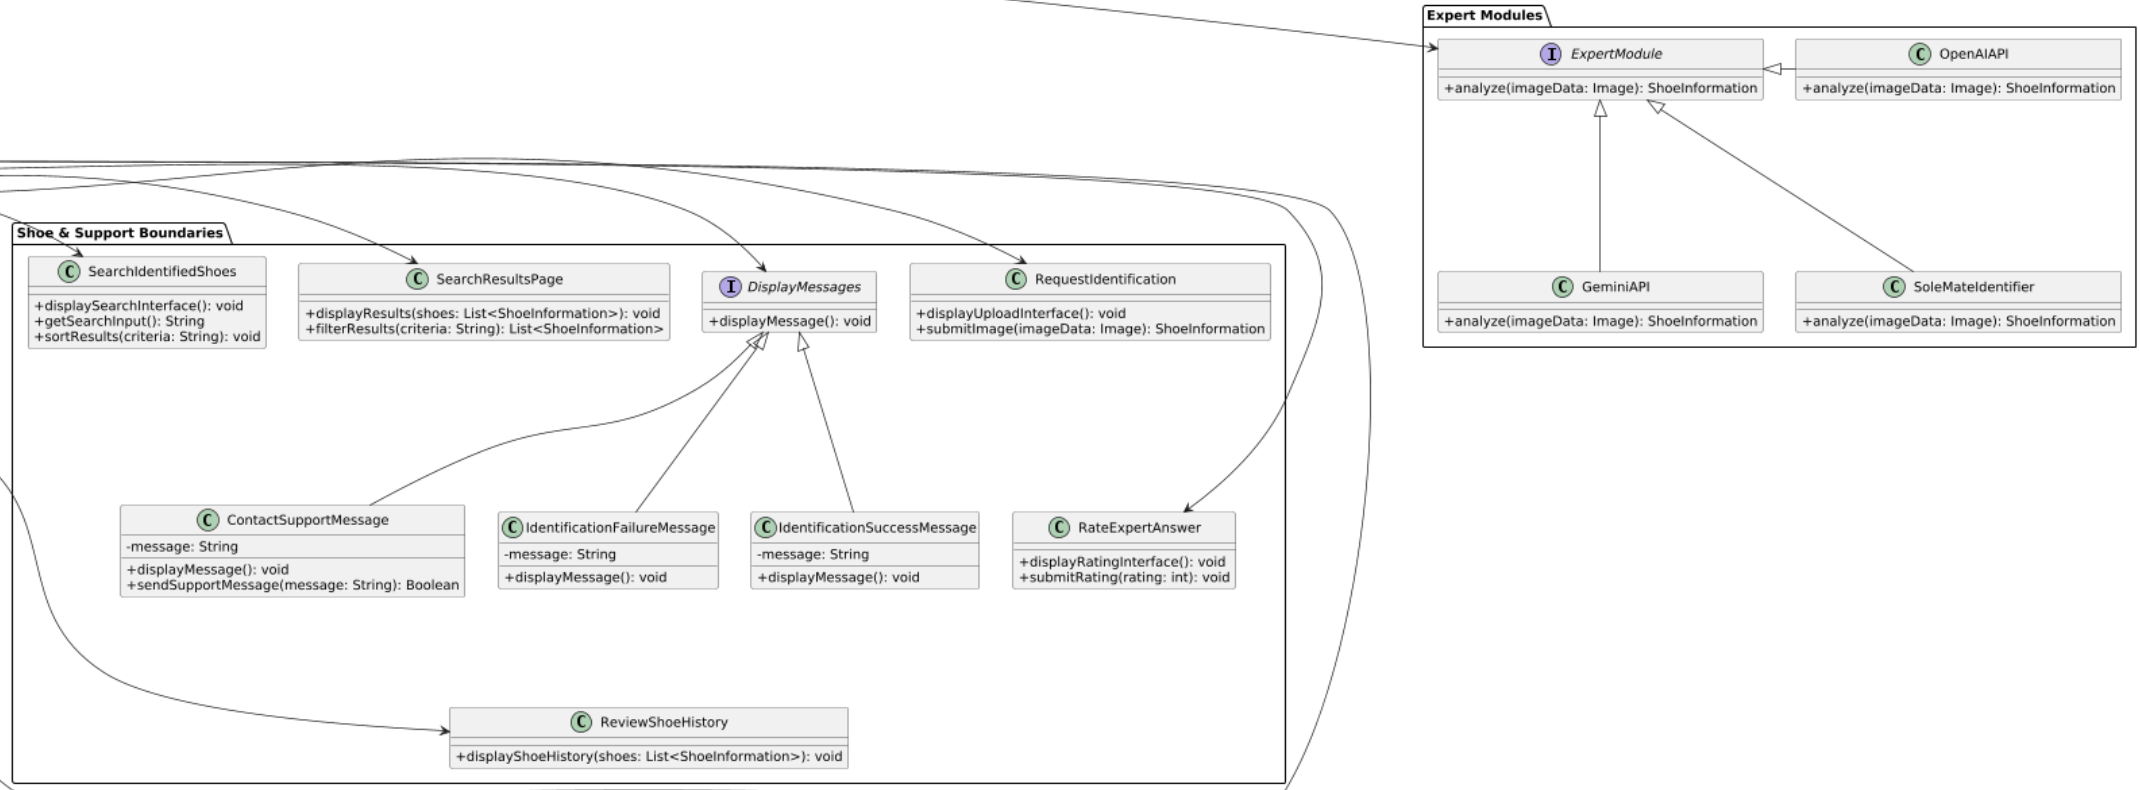 Expert Modules
I ExpertModule
+analyze(imageData: Image): ShoeInformation
C OpenAIAPI
+analyze(imageData: Image): ShoeInformation
C GeminiAPI
+analyze(imageData: Image): ShoeInformation
C SoleMateIdentifier
+analyze(imageData: Image): ShoeInformation
Shoe & Support Boundaries
C SearchIdentifiedShoes
+displaySearchInterface(): void
+getSearchInput(): String
+sortResults(criteria: String): void
C SearchResultsPage
+displayResults(shoes: List<ShoeInformation>): void
+filterResults(criteria: String): List<ShoeInformation>
I DisplayMessages
+displayMessage(): void
C RequestIdentification
+displayUploadInterface(): void
+submitImage(imageData: Image): ShoeInformation
C ContactSupportMessage
-message: String
+displayMessage(): void
+sendSupportMessage(message: String): Boolean
C IdentificationFailureMessage
-message: String
+displayMessage(): void
C IdentificationSuccessMessage
-message: String
+displayMessage(): void
C RateExpertAnswer
+displayRatingInterface(): void
+submitRating(rating: int): void
C ReviewShoeHistory
+displayShoeHistory(shoes: List<ShoeInformation>): void